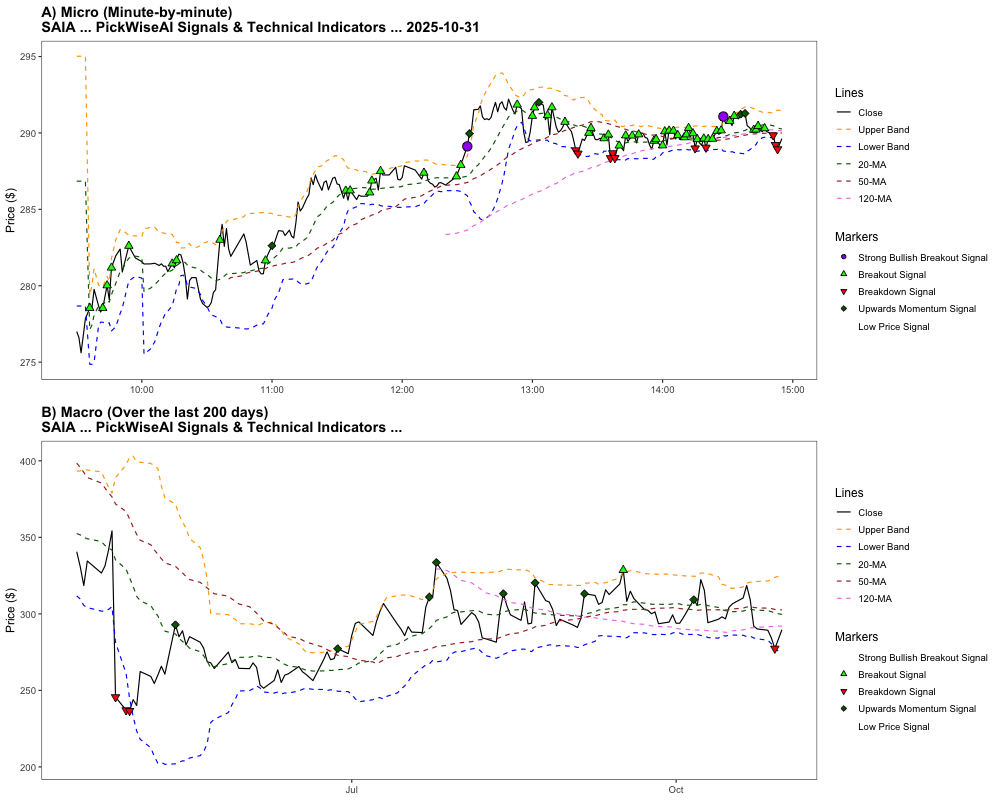 A) Micro (Minute-by-minute)
SAIA ... PickWiseAI Signals & Technical Indicators ... 2025-10-31
Price ($)
295
290
285
280
275
10:00
11:00
12:00
13:00
14:00
15:00
Lines
Close
Upper Band
Lower Band
20-MA
50-MA
120-MA
Markers
Strong Bullish Breakout Signal
Breakout Signal
Breakdown Signal
Upwards Momentum Signal
Low Price Signal
B) Macro (Over the last 200 days)
SAIA ... PickWiseAI Signals & Technical Indicators ...
Price ($)
400
350
300
250
200
Jul
Oct
Lines
Close
Upper Band
Lower Band
20-MA
50-MA
120-MA
Markers
Strong Bullish Breakout Signal
Breakout Signal
Breakdown Signal
Upwards Momentum Signal
Low Price Signal